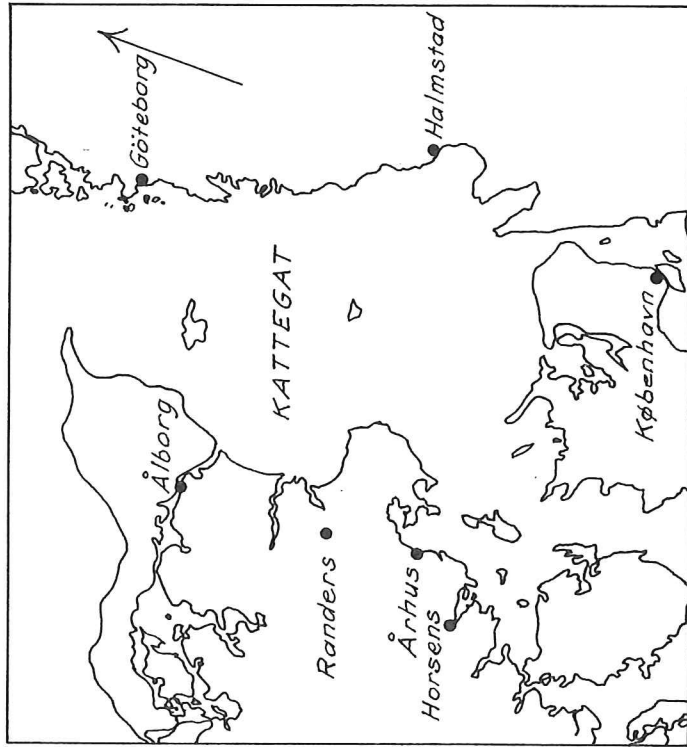 Göteborg
Halmstad
KATTEGAT
Ålborg
København
Randers
Århus
Horsens